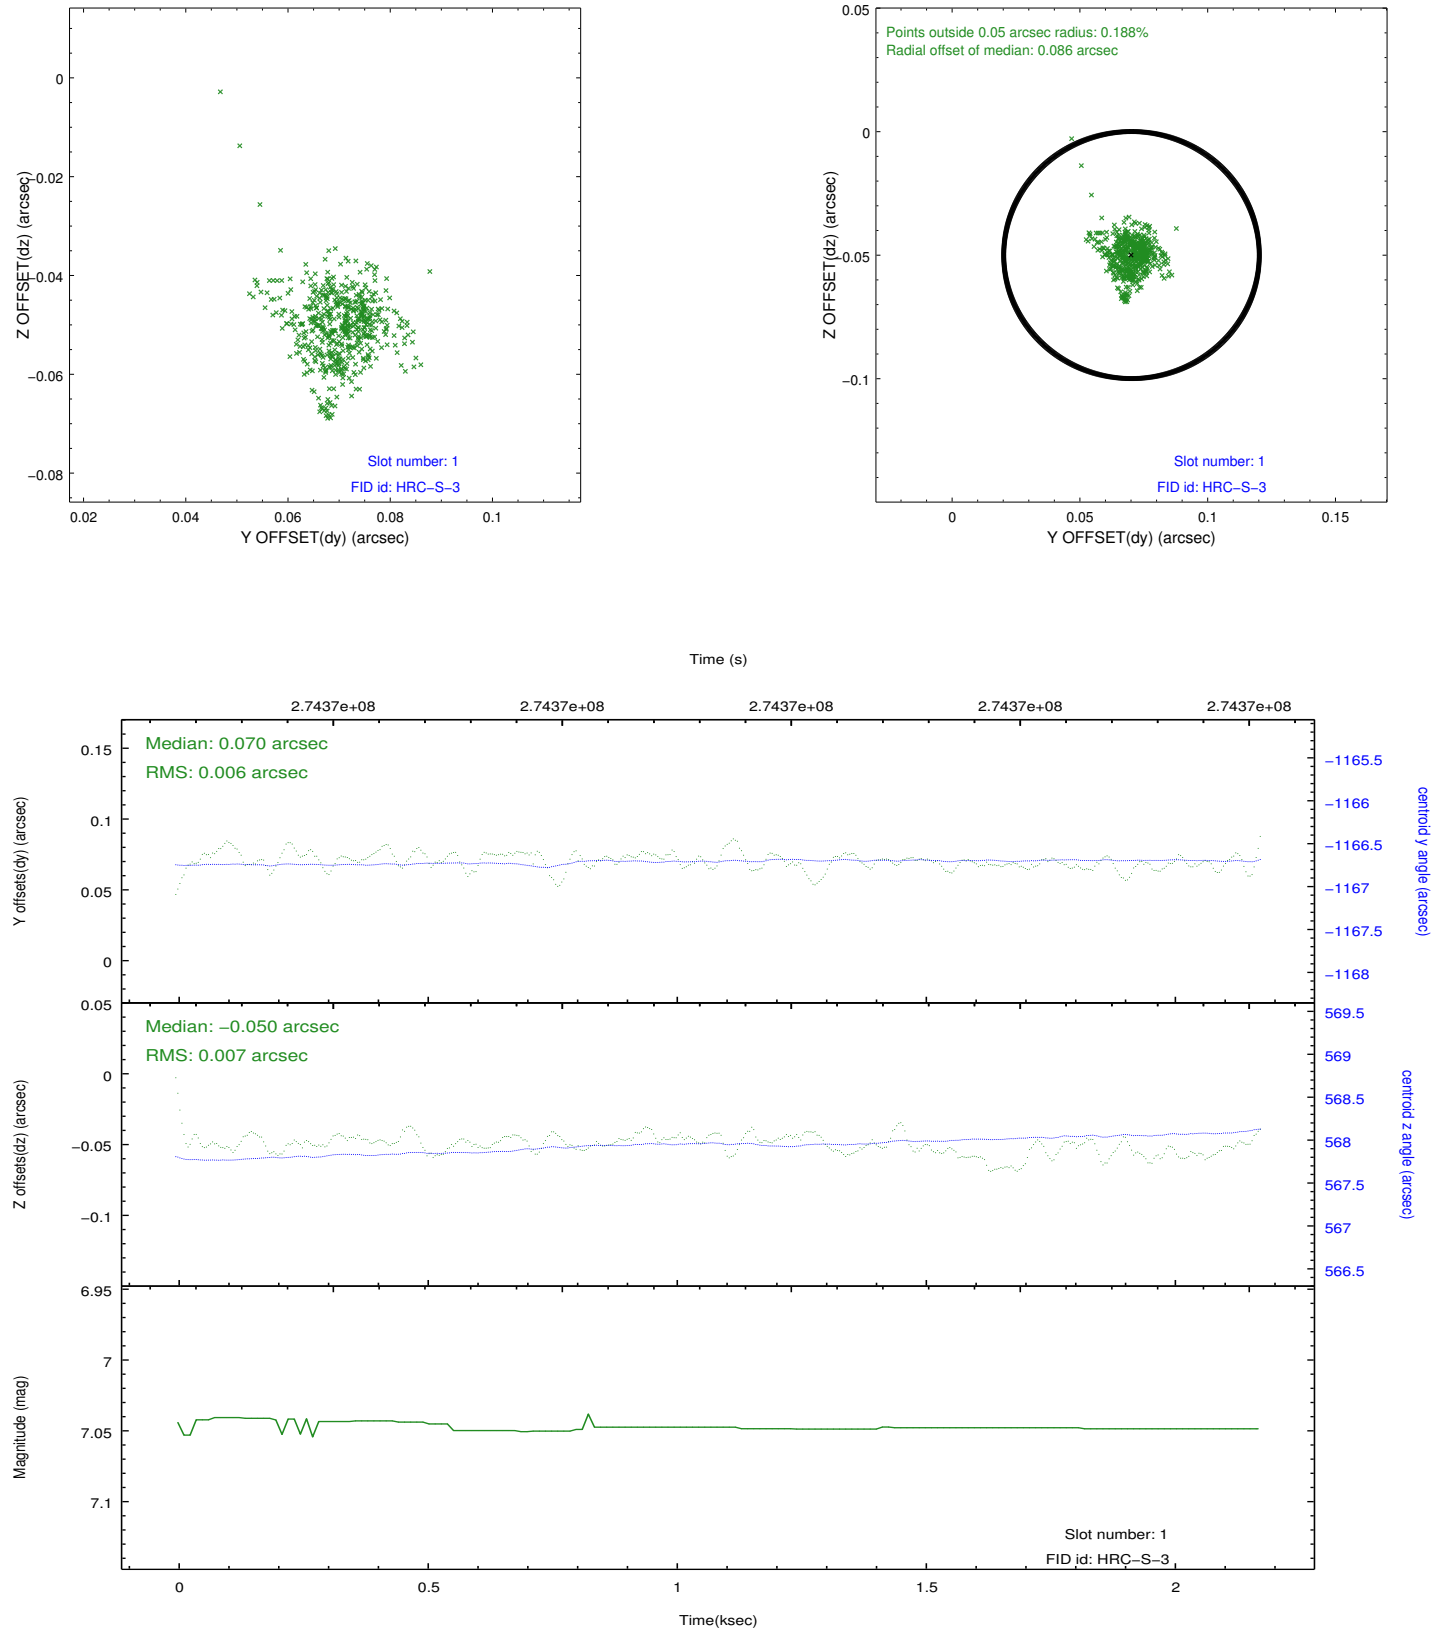 0
−0.02
−0.04
−0.06
−0.08
Z OFFSET(dz) (arcsec)
Slot number: 1
FID id: HRC−S−3
0.02
0.04
0.06
0.08
0.1
Y OFFSET(dy) (arcsec)
0.05
0
−0.05
−0.1
Z OFFSET(dz) (arcsec)
Points outside 0.05 arcsec radius: 0.188%
Radial offset of median: 0.086 arcsec
Slot number: 1
FID id: HRC−S−3
0
0.05
0.1
0.15
Y OFFSET(dy) (arcsec)
Time (s)
2.7437e+08
2.7437e+08
2.7437e+08
2.7437e+08
2.7437e+08
Median: 0.070 arcsec
RMS: 0.006 arcsec
0.15
0.1
0.05
0
Y offsets(dy) (arcsec)
−1165.5
−1166
−1166.5
−1167
−1167.5
−1168
centroid y angle (arcsec)
Median: −0.050 arcsec
RMS: 0.007 arcsec
0.05
0
−0.05
−0.1
Z offsets(dz) (arcsec)
569.5
569
568.5
568
567.5
567
566.5
centroid z angle (arcsec)
6.95
7
7.05
7.1
Magnitude (mag)
Slot number: 1
FID id: HRC−S−3
0
0.5
1
1.5
2
Time(ksec)